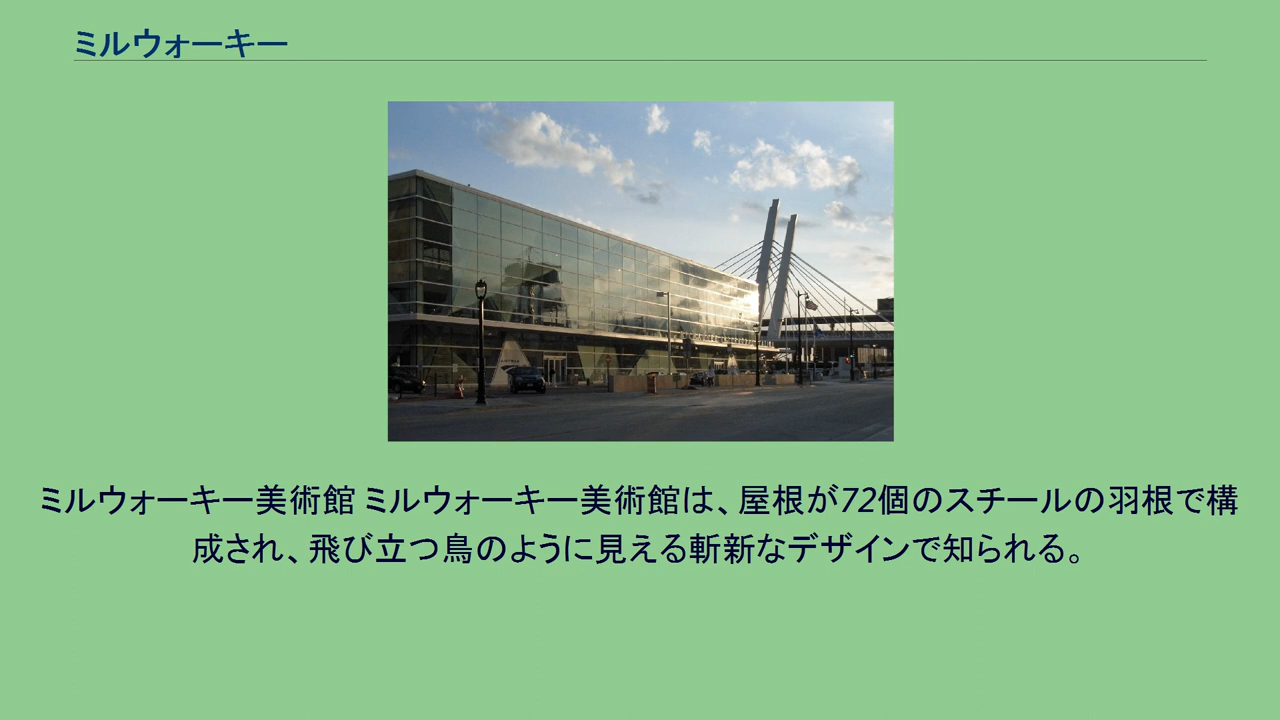 ミルウォーキー
ミルウォーキー美術館 ミルウォーキー美術館は、屋根が72個のスチールの羽根で構
成され、飛び立つ鳥のように見える斬新なデザインで知られる。